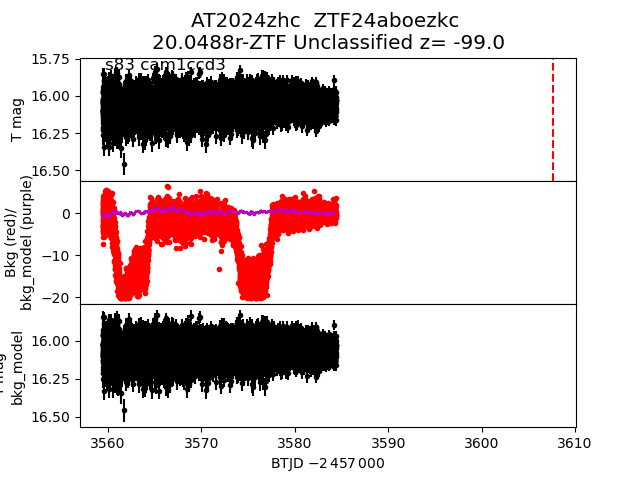 AT2024zhc  ZTF24aboezkc
20.0488r-ZTF Unclassified z= -99.0
s83 cam1ccd3
15.75
16.00
16.25
16.50
T mag
0
−10
−20
Bkg (red)/
bkg_model (purple)
16.00
16.25
16.50
mag
bkg_model
3560
3570
3580
3590
3600
3610
BTJD −2 457 000